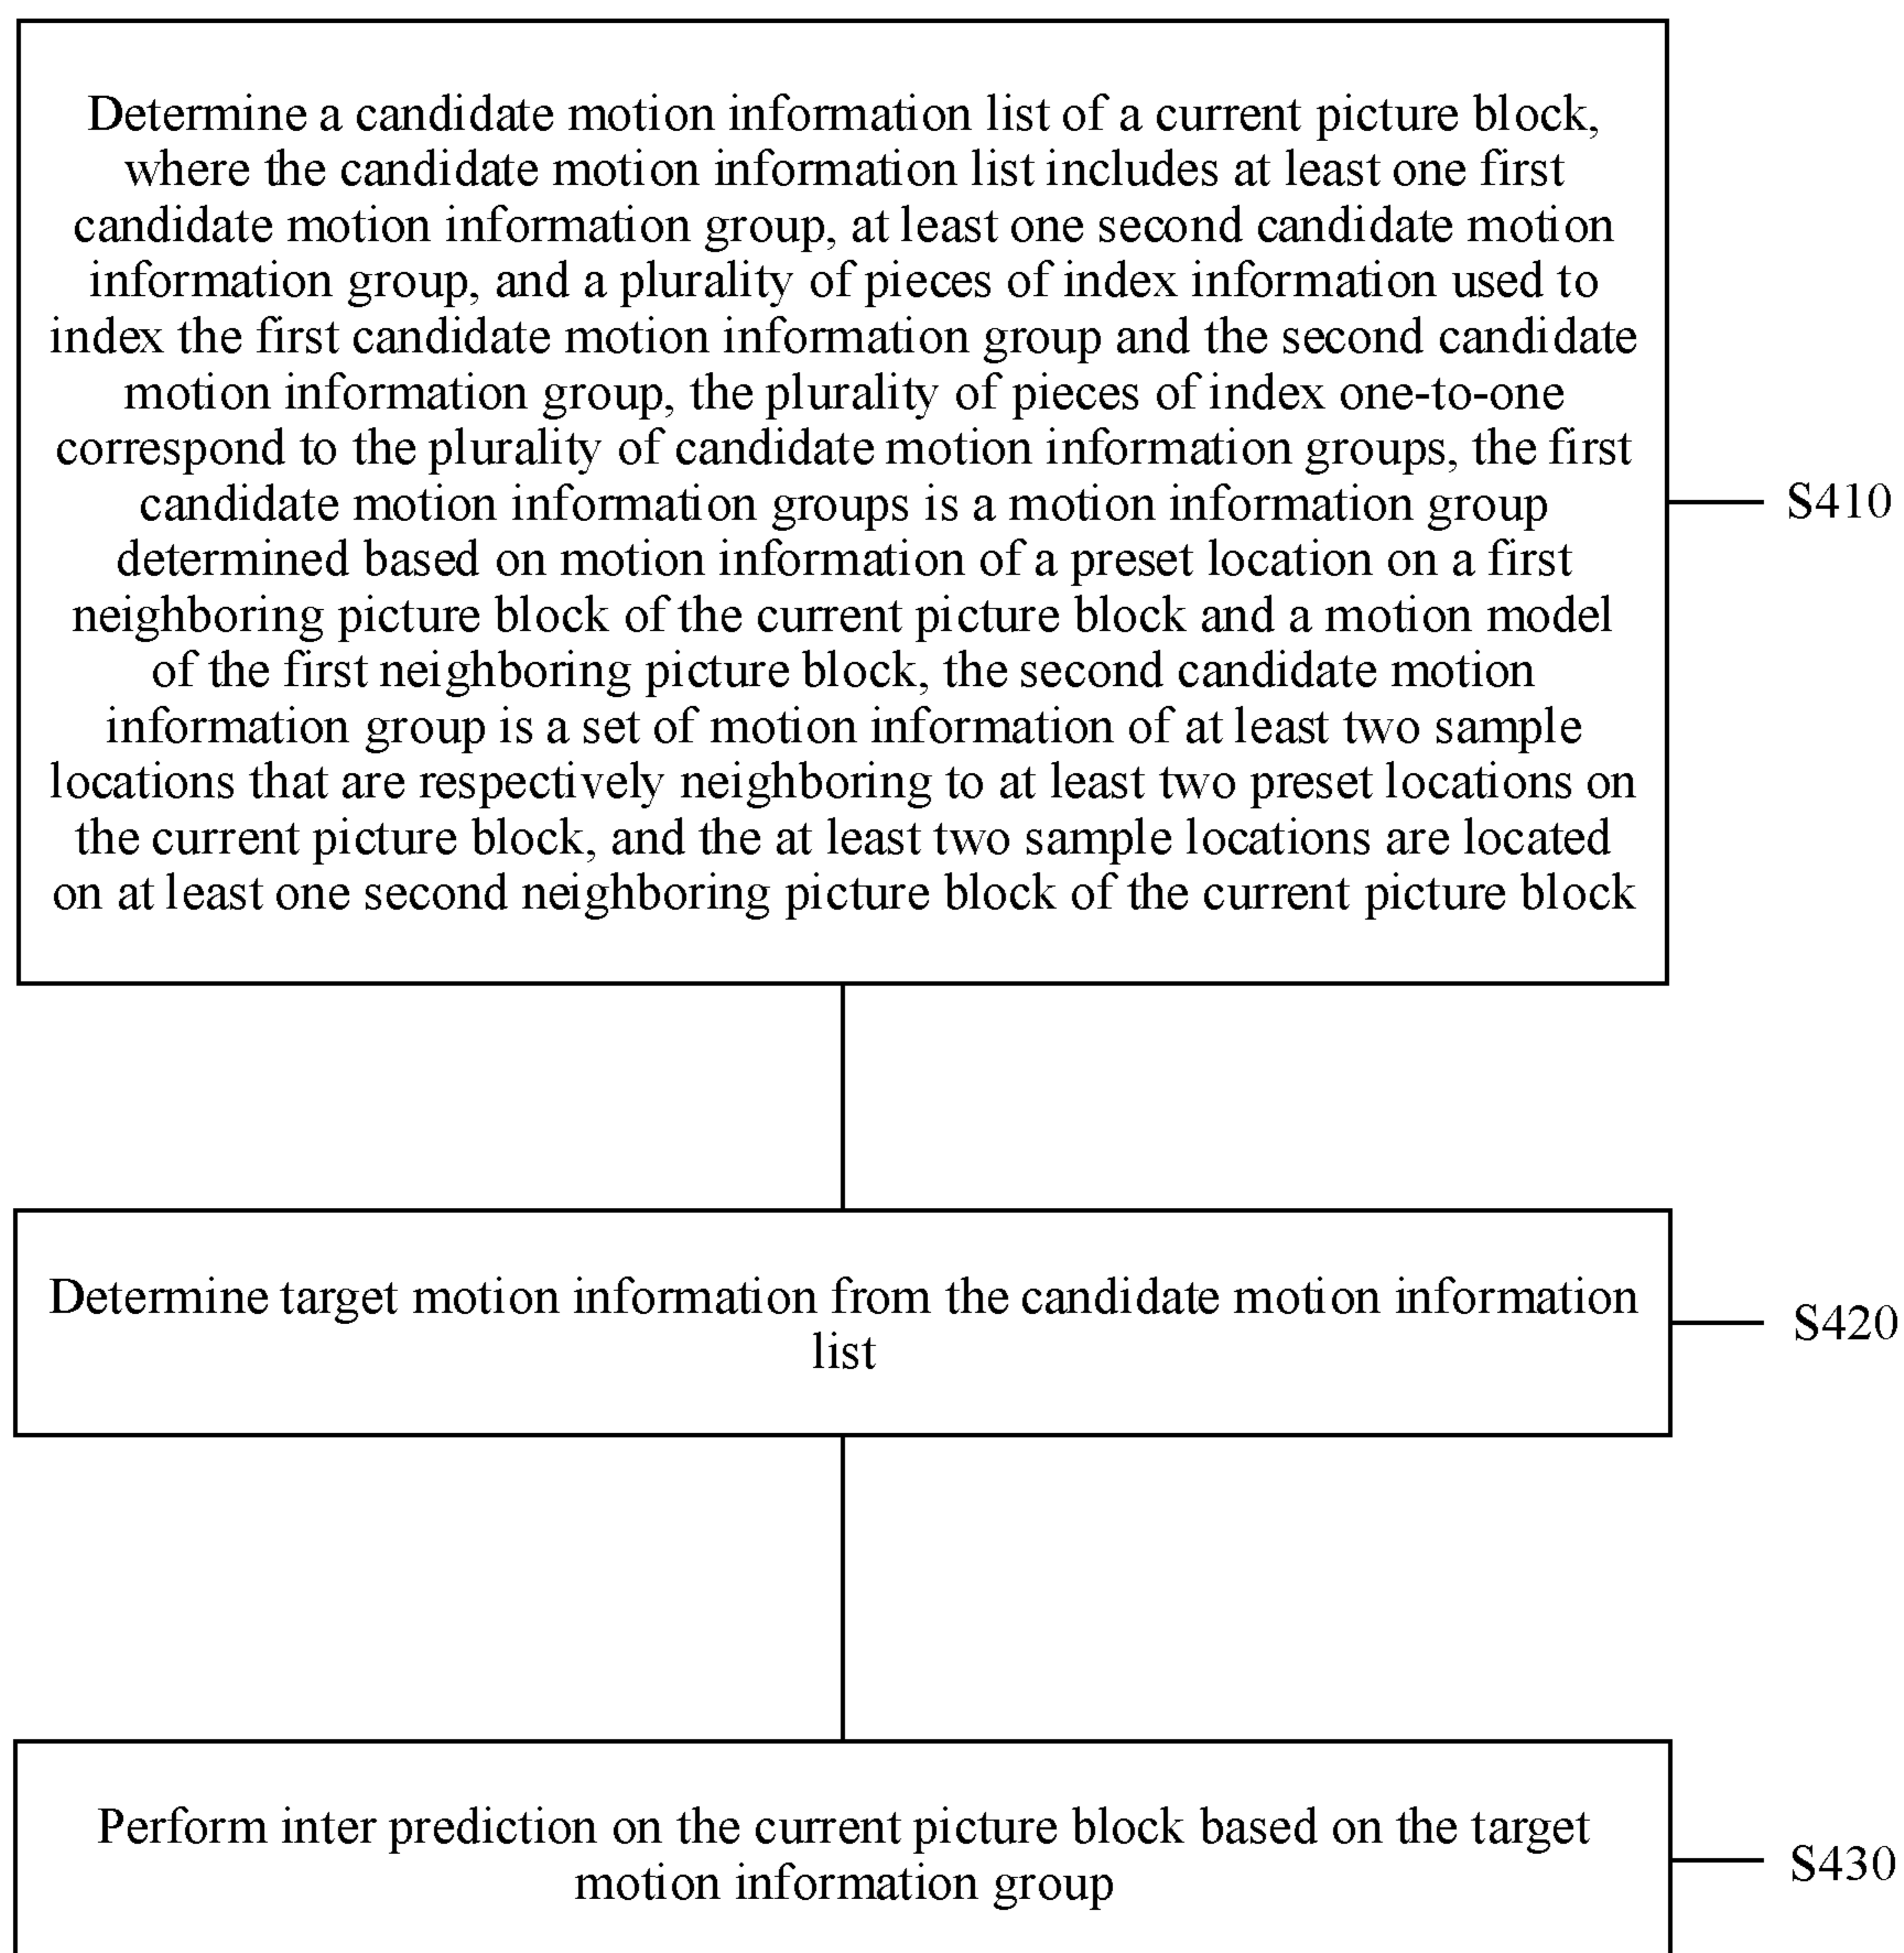 Determine a candidate motion information list of a current picture block,
where the candidate motion information list includes at least one first
candidate motion information group, at least one second candidate motion
information group, and a plurality of pieces of index information used to
index the first candidate motion information group and the second candidate
motion information group, the plurality of pieces of index one-to-one
correspond to the plurality of candidate motion information groups, the first
candidate motion information groups is a motion information group
determined based on motion information of a preset location on a first
neighboring picture block of the current picture block and a motion model
of the first neighboring picture block, the second candidate motion
information group is a set of motion information of at least two sample
locations that are respectively neighboring to at least two preset locations on
the current picture block, and the at least two sample locations are located
on at least one second neighboring picture block of the current picture block
S410
Determine target motion information from the candidate motion information
list
S420
Perform inter prediction on the current picture block based on the target
motion information group
S430